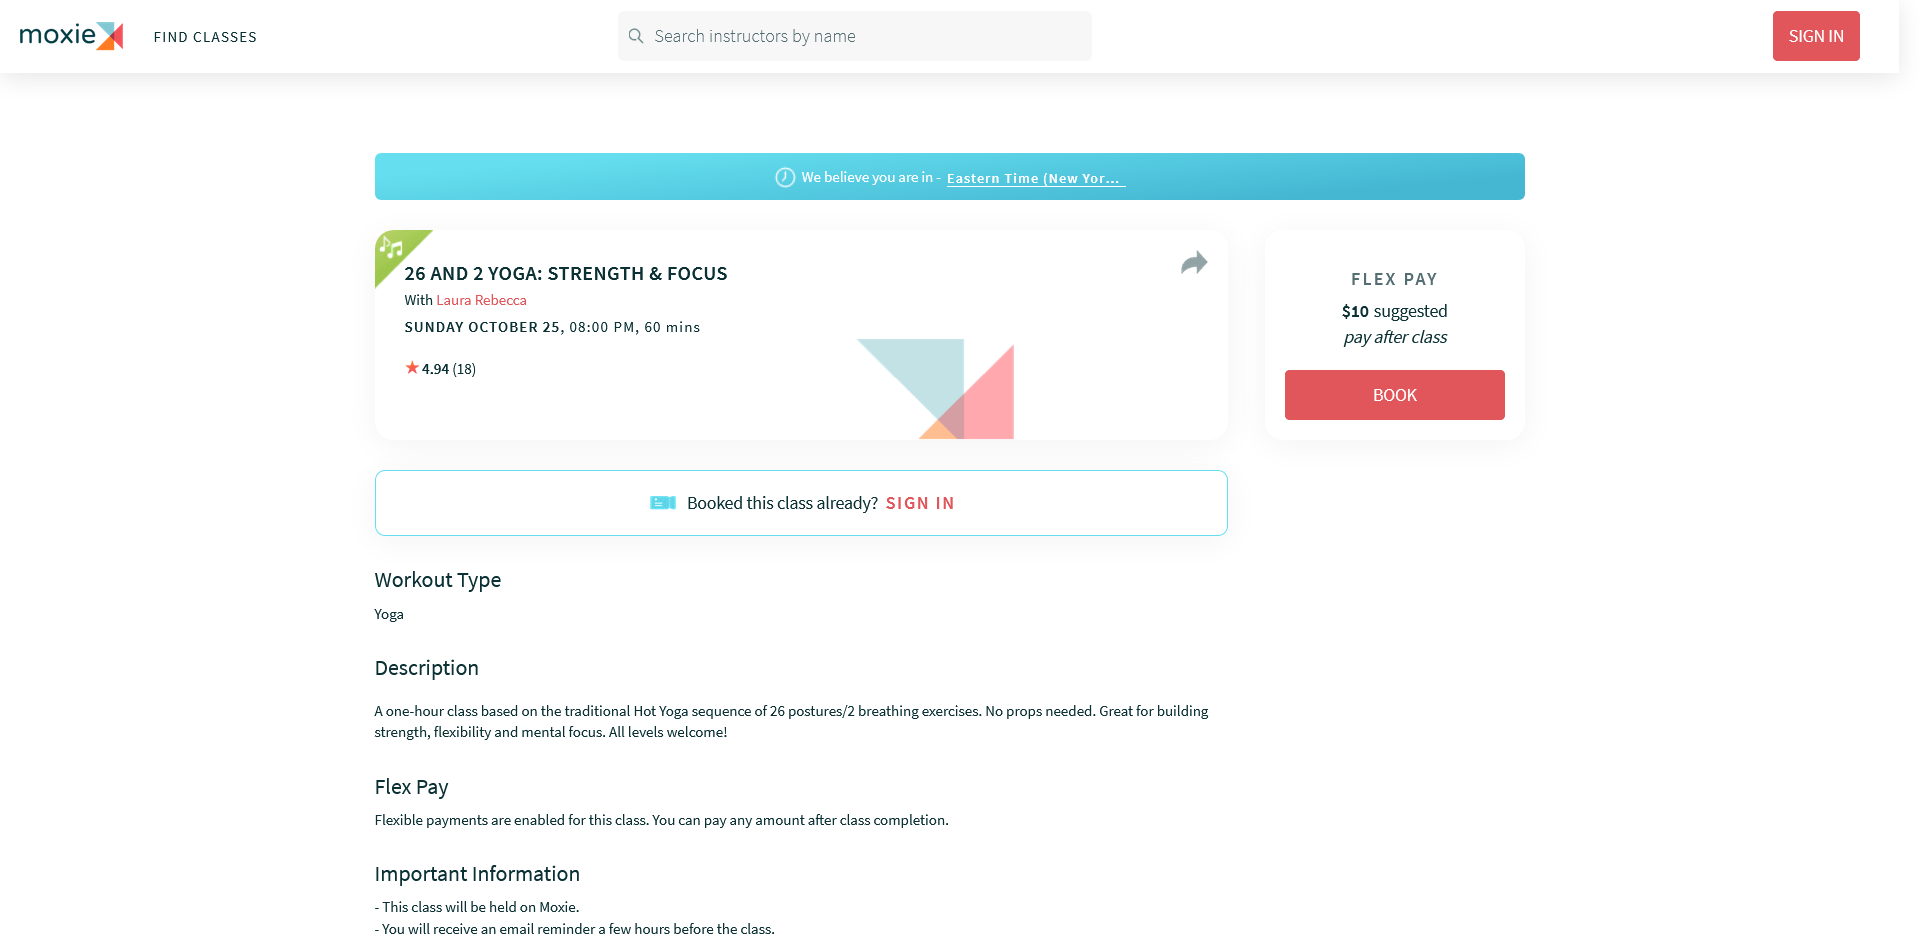 moxie
FIND CLASSES
Search instructors by name
SIGN IN
We believe you are in - Eastern Time (New Yor...
26 AND 2 YOGA: STRENGTH & FOCUS
With Laura Rebecca
SUNDAY OCTOBER 25, 08:00 PM, 60 mins
★ 4.94 (18)
FLEX PAY
$10 suggested
pay after class
BOOK
Booked this class already? SIGN IN
Workout Type
Yoga
Description
A one-hour class based on the traditional Hot Yoga sequence of 26 postures/2 breathing exercises. No props needed. Great for building
strength, flexibility and mental focus. All levels welcome!
Flex Pay
Flexible payments are enabled for this class. You can pay any amount after class completion.
Important Information
- This class will be held on Moxie.
- You will receive an email reminder a few hours before the class.